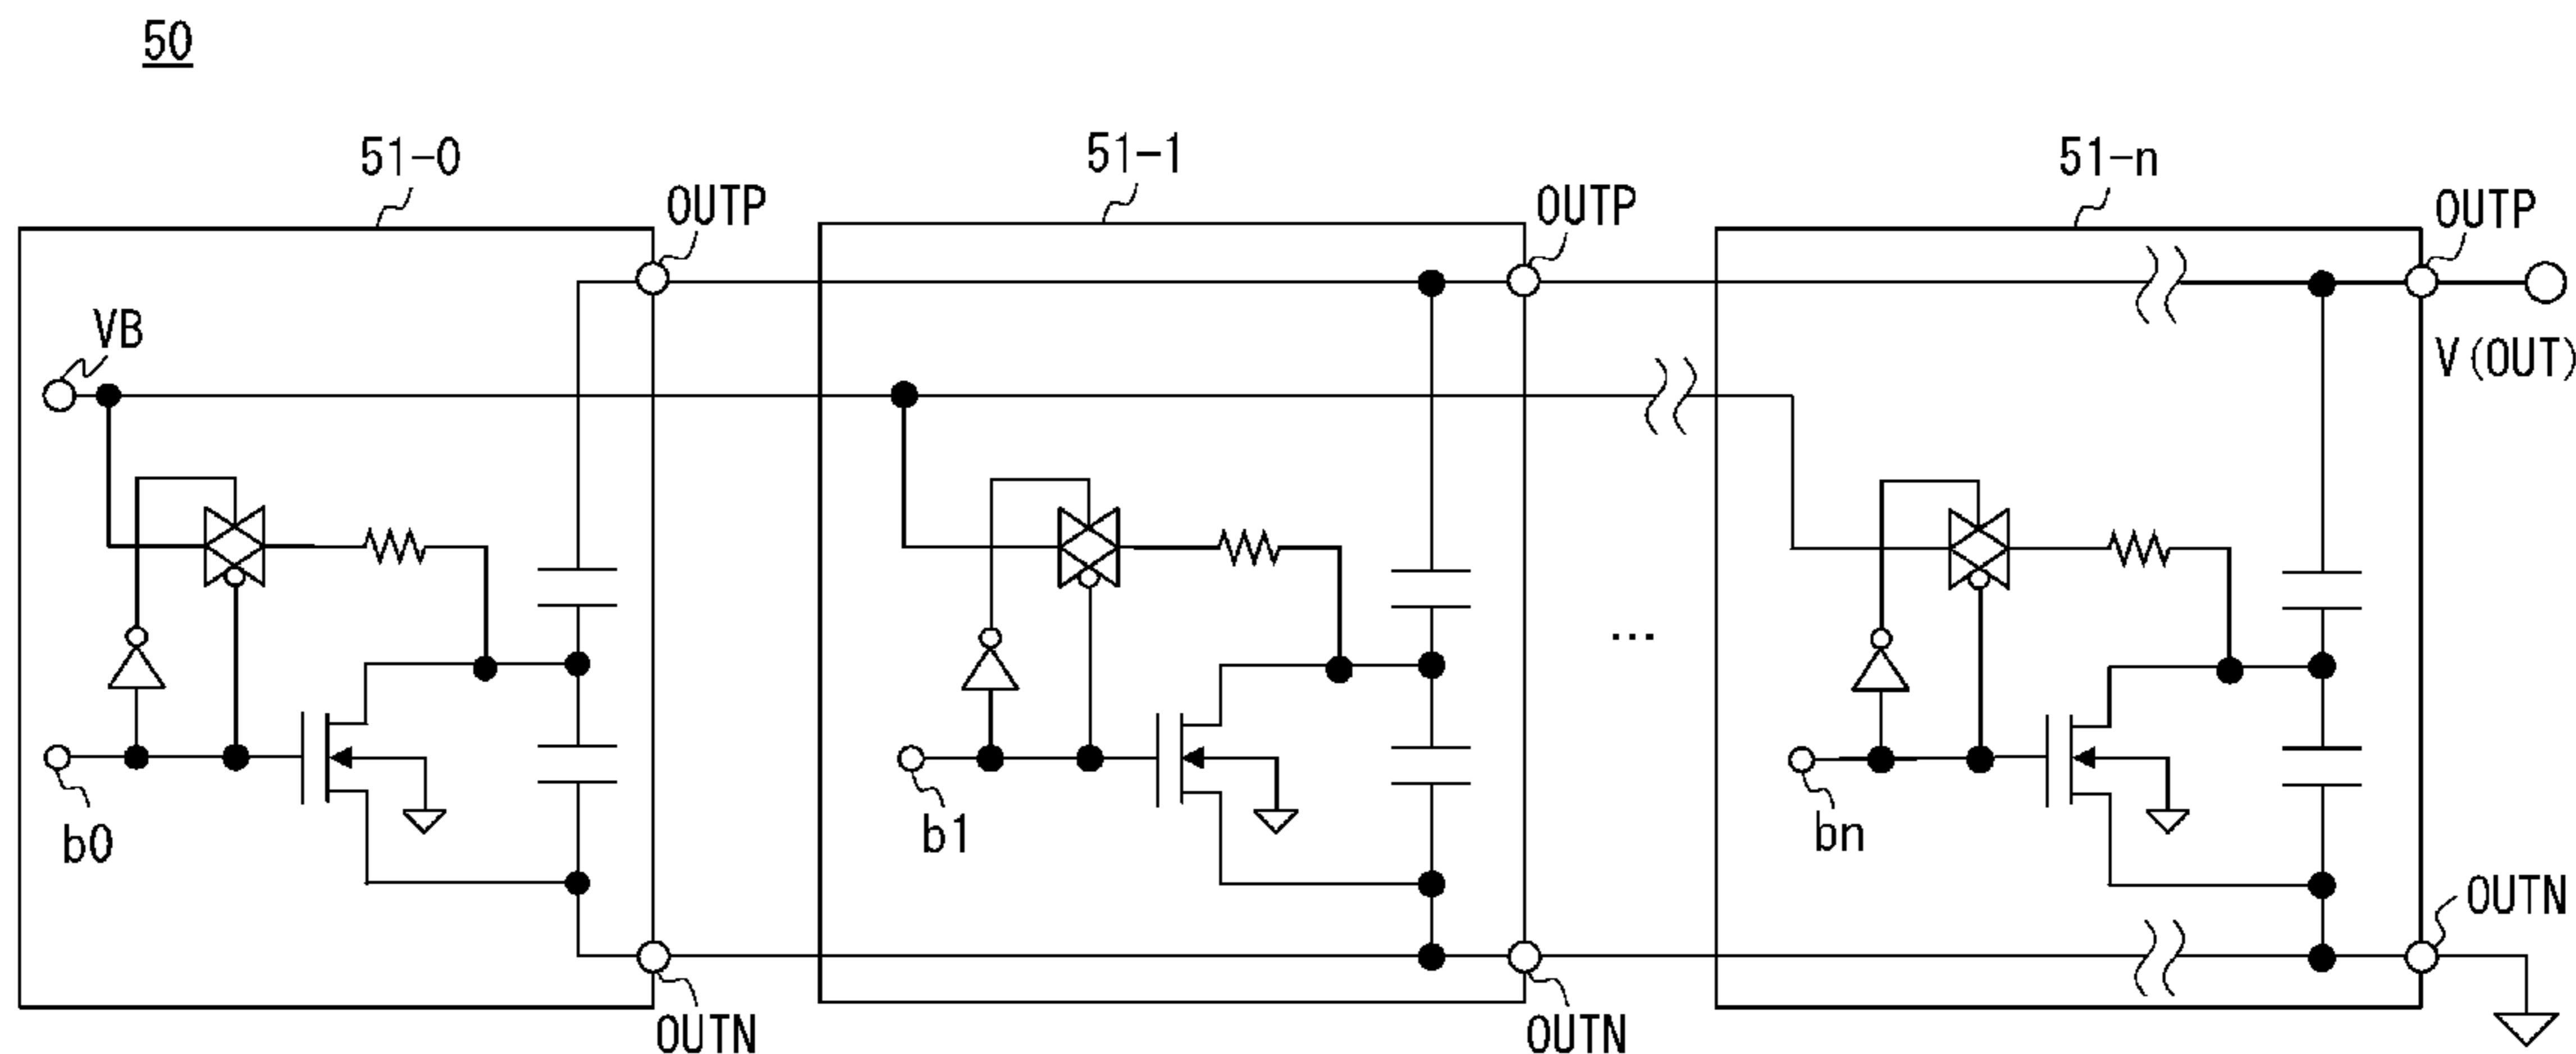 50
51-0
51-1
51-n
OUTP
OUTP
OUTP
VB
V(OUT)
...
b0
b1
bn
OUTN
OUTN
OUTN